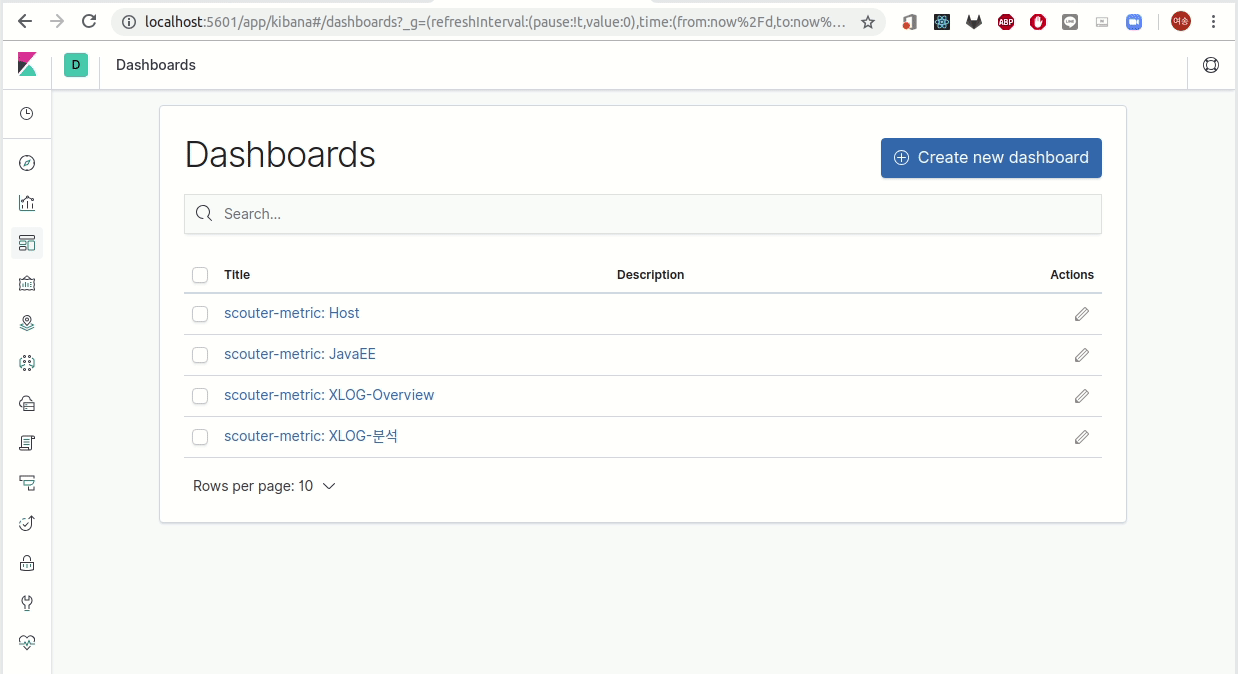 localhost:5601/app/kibana#/dashboards?_g=(refreshInterval:(pause:!t,value:0),time:(from:now%2Fd,to:now%...
ABP
여송
D
Dashboards
Dashboards
Create new dashboard
Search...
Title Description Actions
scouter-metric: Host
scouter-metric: JavaEE
scouter-metric: XLOG-Overview
scouter-metric: XLOG-분석
Rows per page: 10